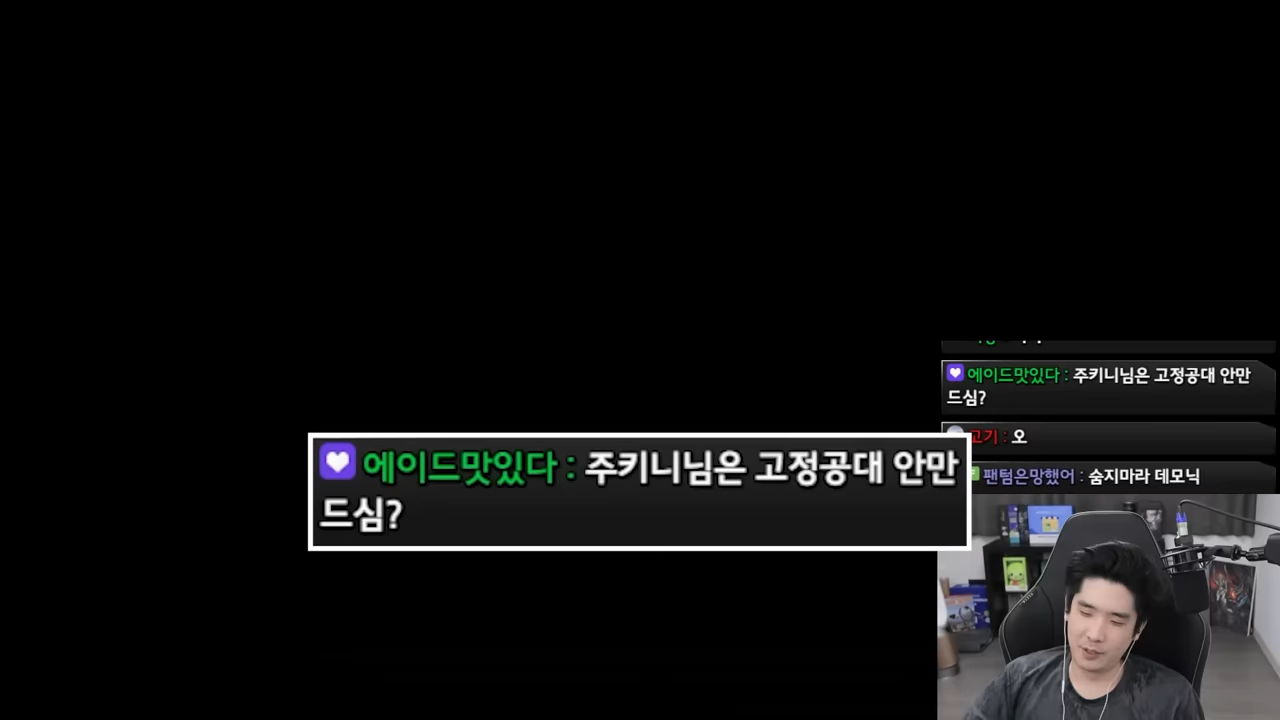 에이드맛있다 : 주키니님은 고정공대 안만
드심?
에이드맛있다 : 주키니님은 고정공대 안만
드심?
고기 : 오
팬텀은망했어 : 숨지마라 데모닉